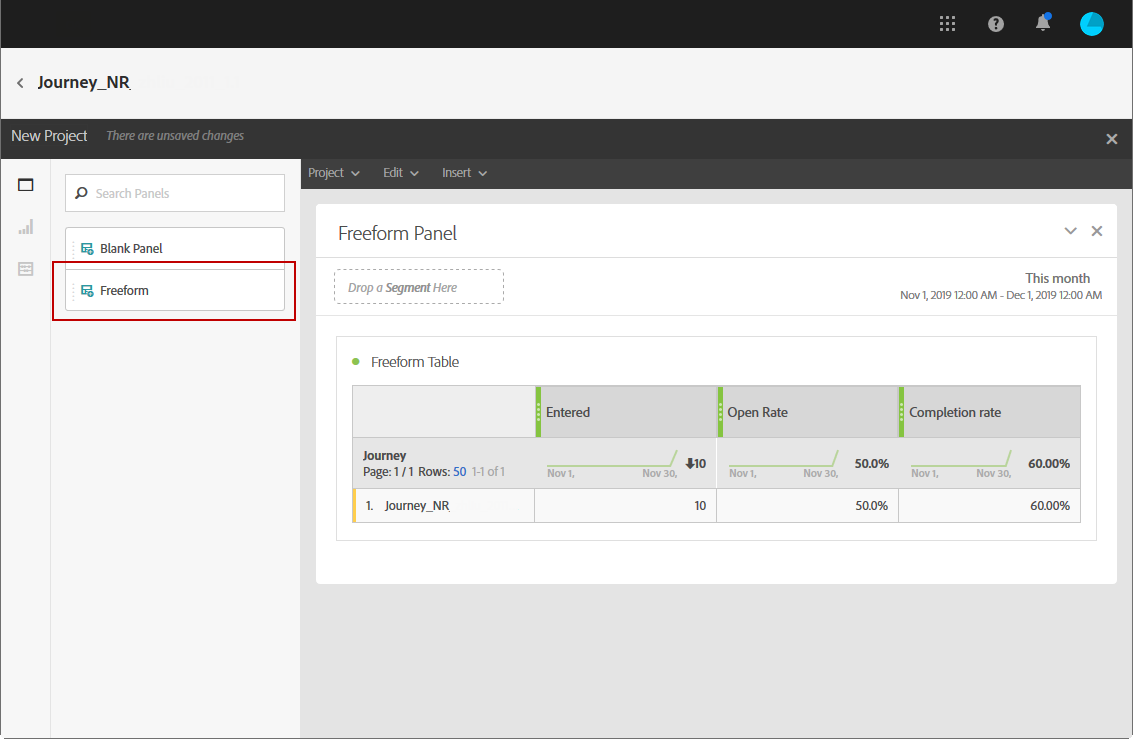 Journey_NR
New Project There are unsaved changes
Project Edit Insert
Search Panels
Blank Panel
Freeform
Freeform Panel
Drop a Segment Here
This month
Nov 1, 2019 12:00 AM - Dec 1, 2019 12:00 AM
Freeform Table
Entered Open Rate Completion rate
Journey
Page: 1 / 1 Rows: 50 1-1 of 1
Nov 1, Nov 30, 10 Nov 1, Nov 30, 50.0% Nov 1, Nov 30, 60.00%
1. Journey_NR 10 50.0% 60.00%